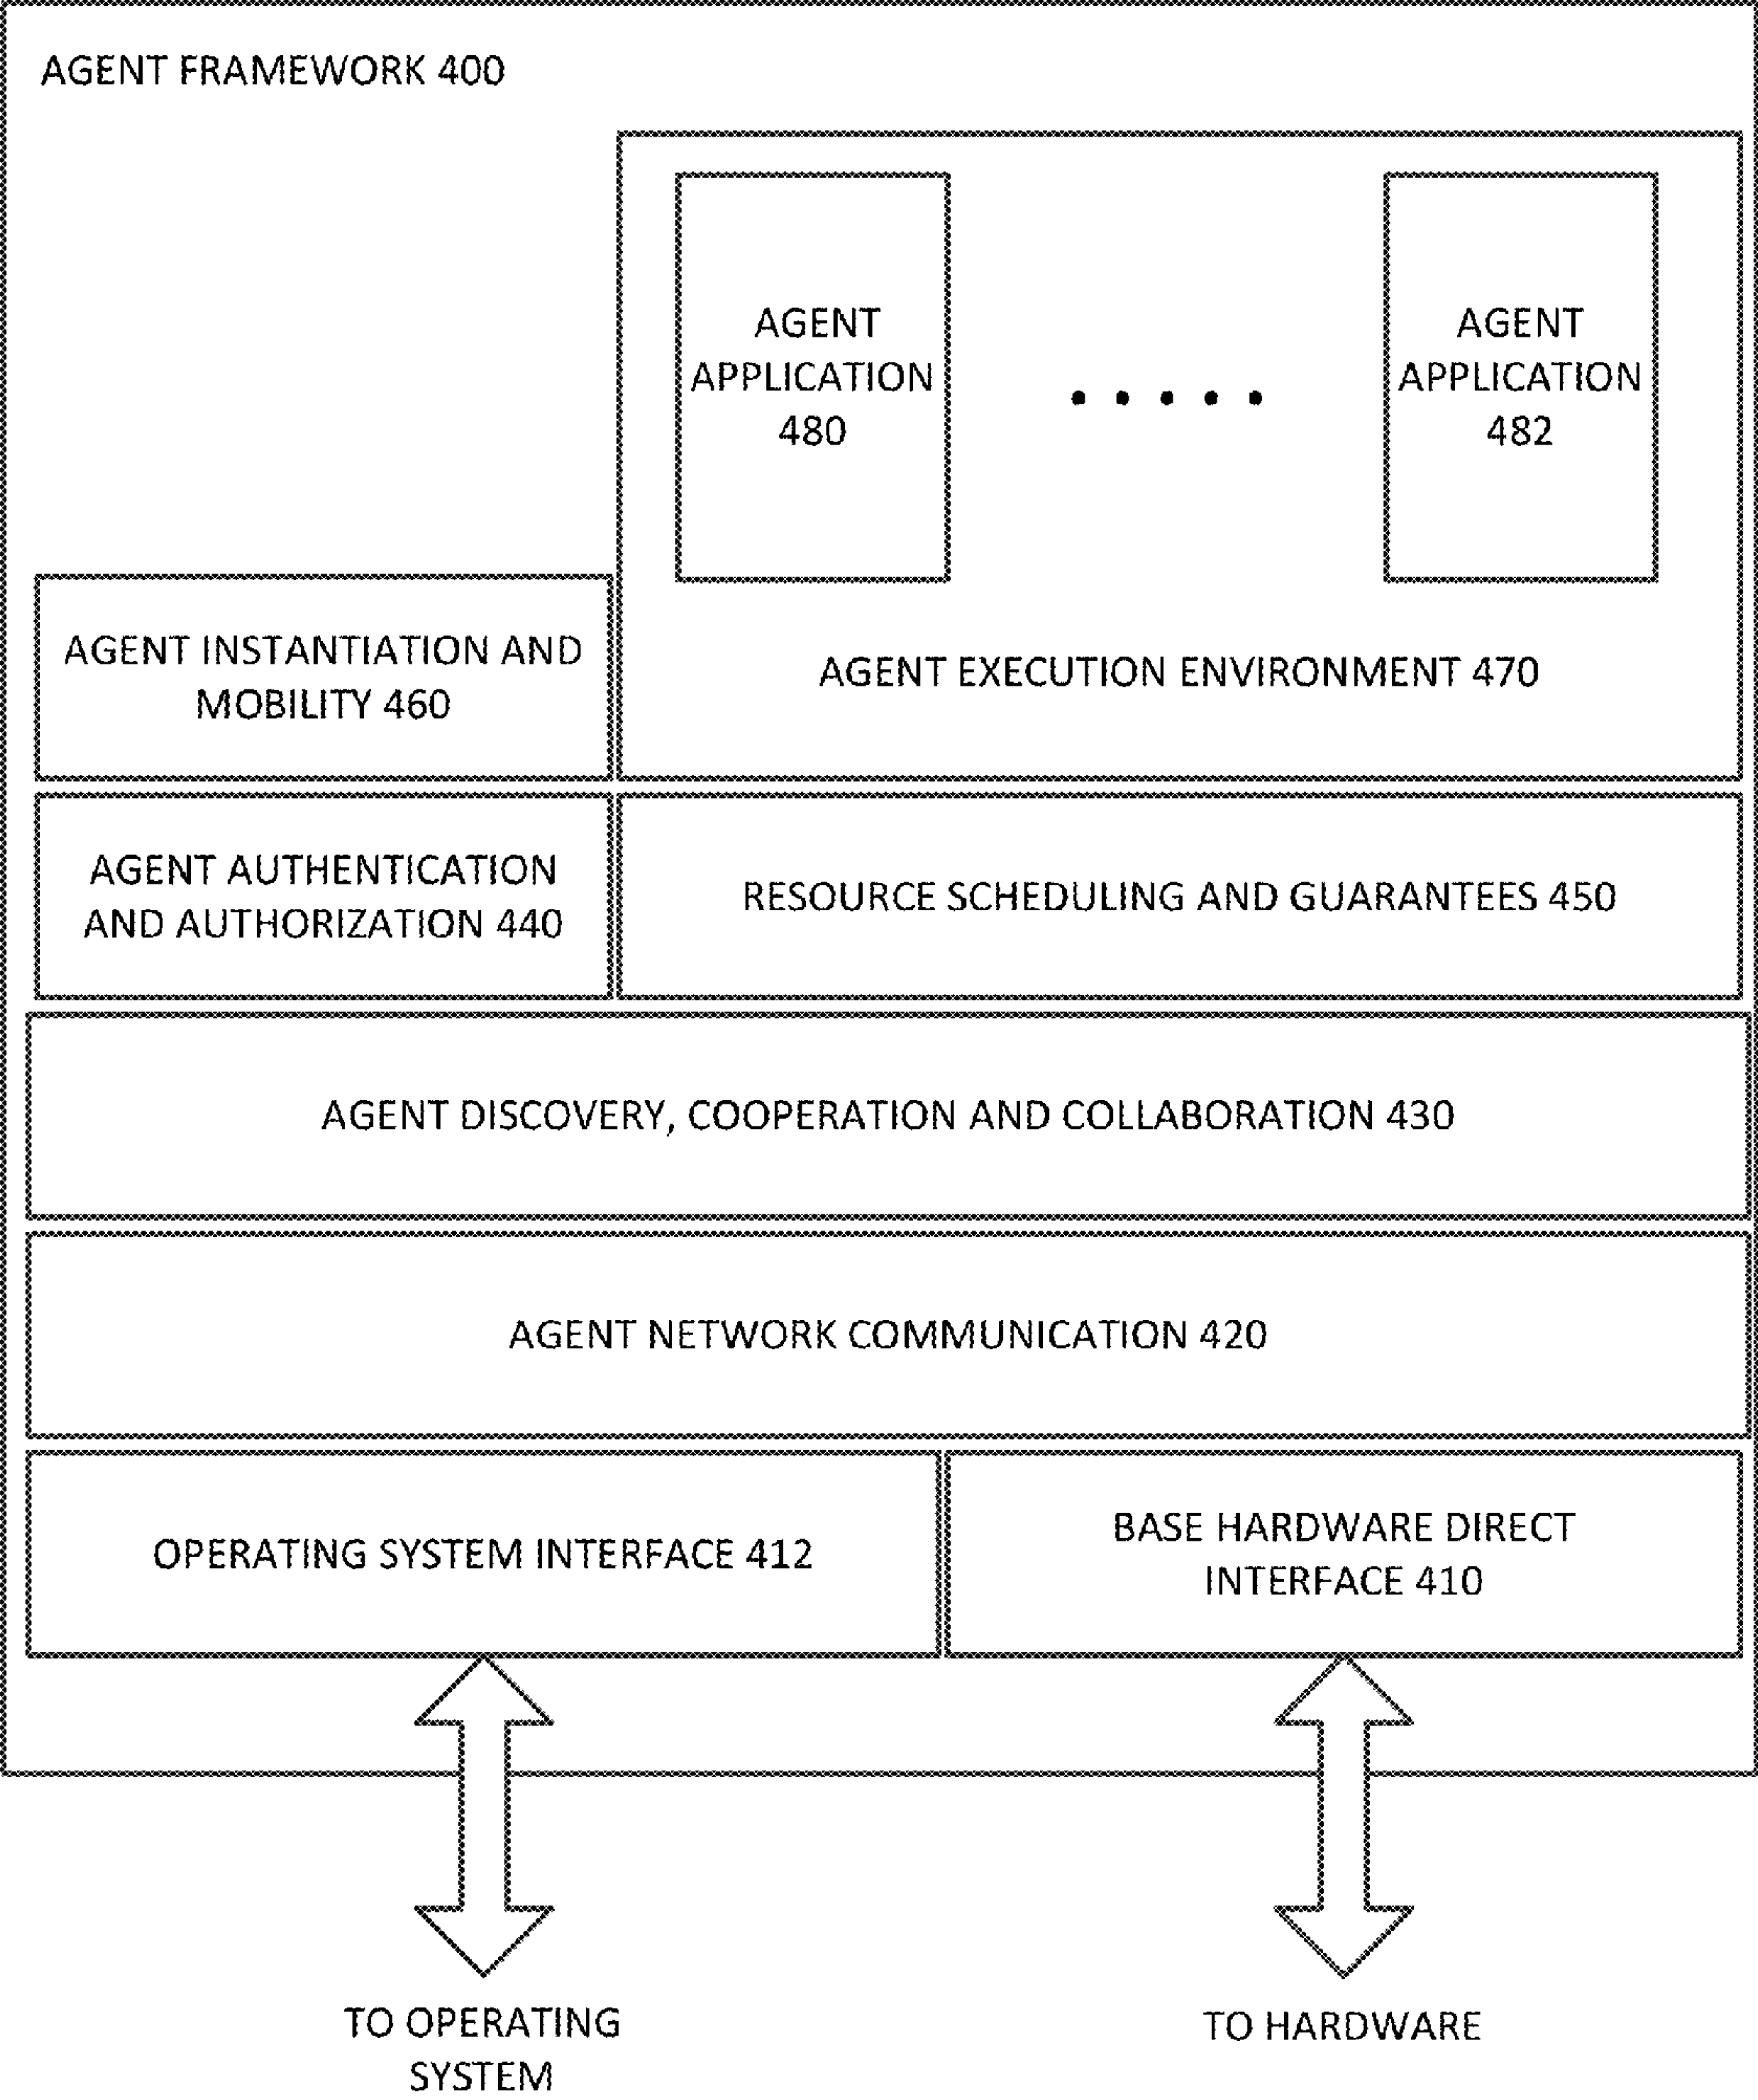 AGENT FRAMEWORK 400
AGENT
APPLICATION
480
AGENT
APPLICATION
482
AGENT INSTANTIATION AND
MOBILITY 460
AGENT EXECUTION ENVIRONMENT 470
AGENT AUTHENTICATION
AND AUTHORIZATION 440
RESOURCE SCHEDULING AND GUARANTEES 450
AGENT DISCOVERY, COOPERATION AND COLLABORATION 430
AGENT NETWORK COMMUNICATION 420
OPERATING SYSTEM INTERFACE 412
BASE HARDWARE DIRECT
INTERFACE 410
TO OPERATING
SYSTEM
TO HARDWARE